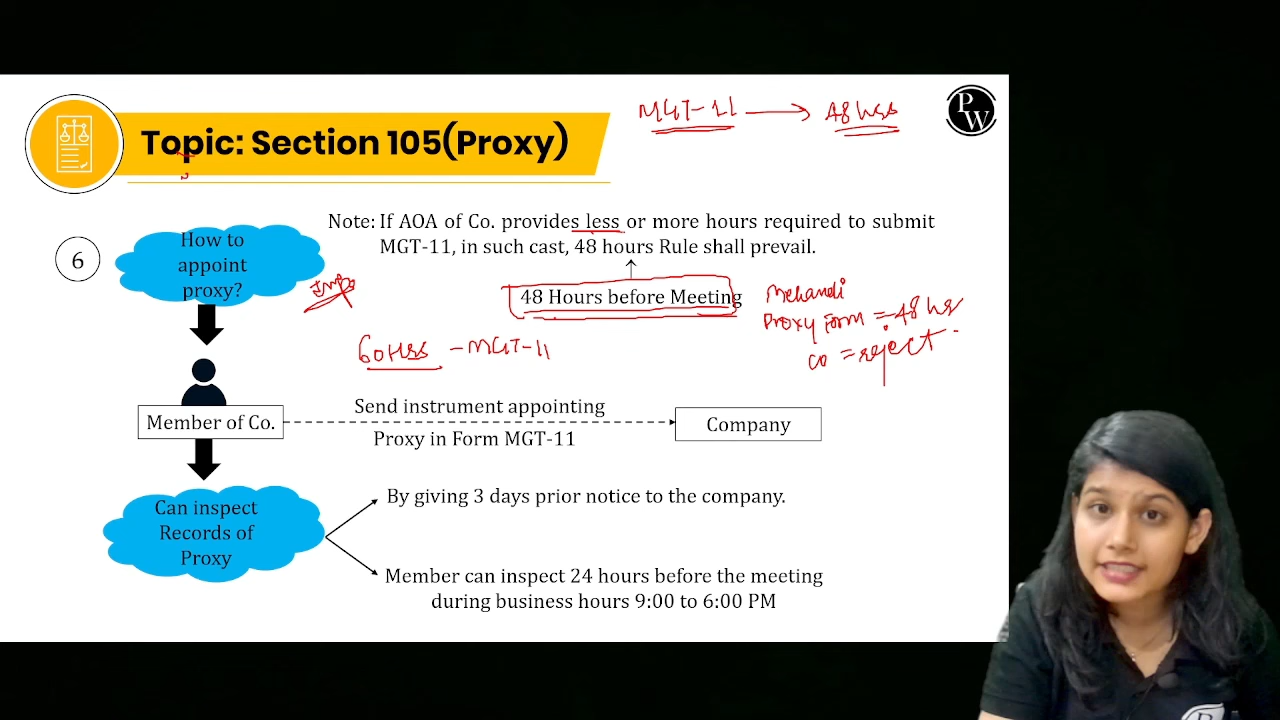 MGT-11 → 48 hrs
PW
Topic: Section 105(Proxy)
Note: If AOA of Co. provides less or more hours required to submit
MGT-11, in such cast, 48 hours Rule shall prevail.
6
How to
appoint
proxy?
Imp
48 Hours before Meeting
Mehandi
Proxy Form = 48 hr
co = reject
60 Hrs - MGT-11
Member of Co.
Send instrument appointing
Proxy in Form MGT-11
Company
Can inspect
Records of
Proxy
By giving 3 days prior notice to the company.
Member can inspect 24 hours before the meeting
during business hours 9:00 to 6:00 PM